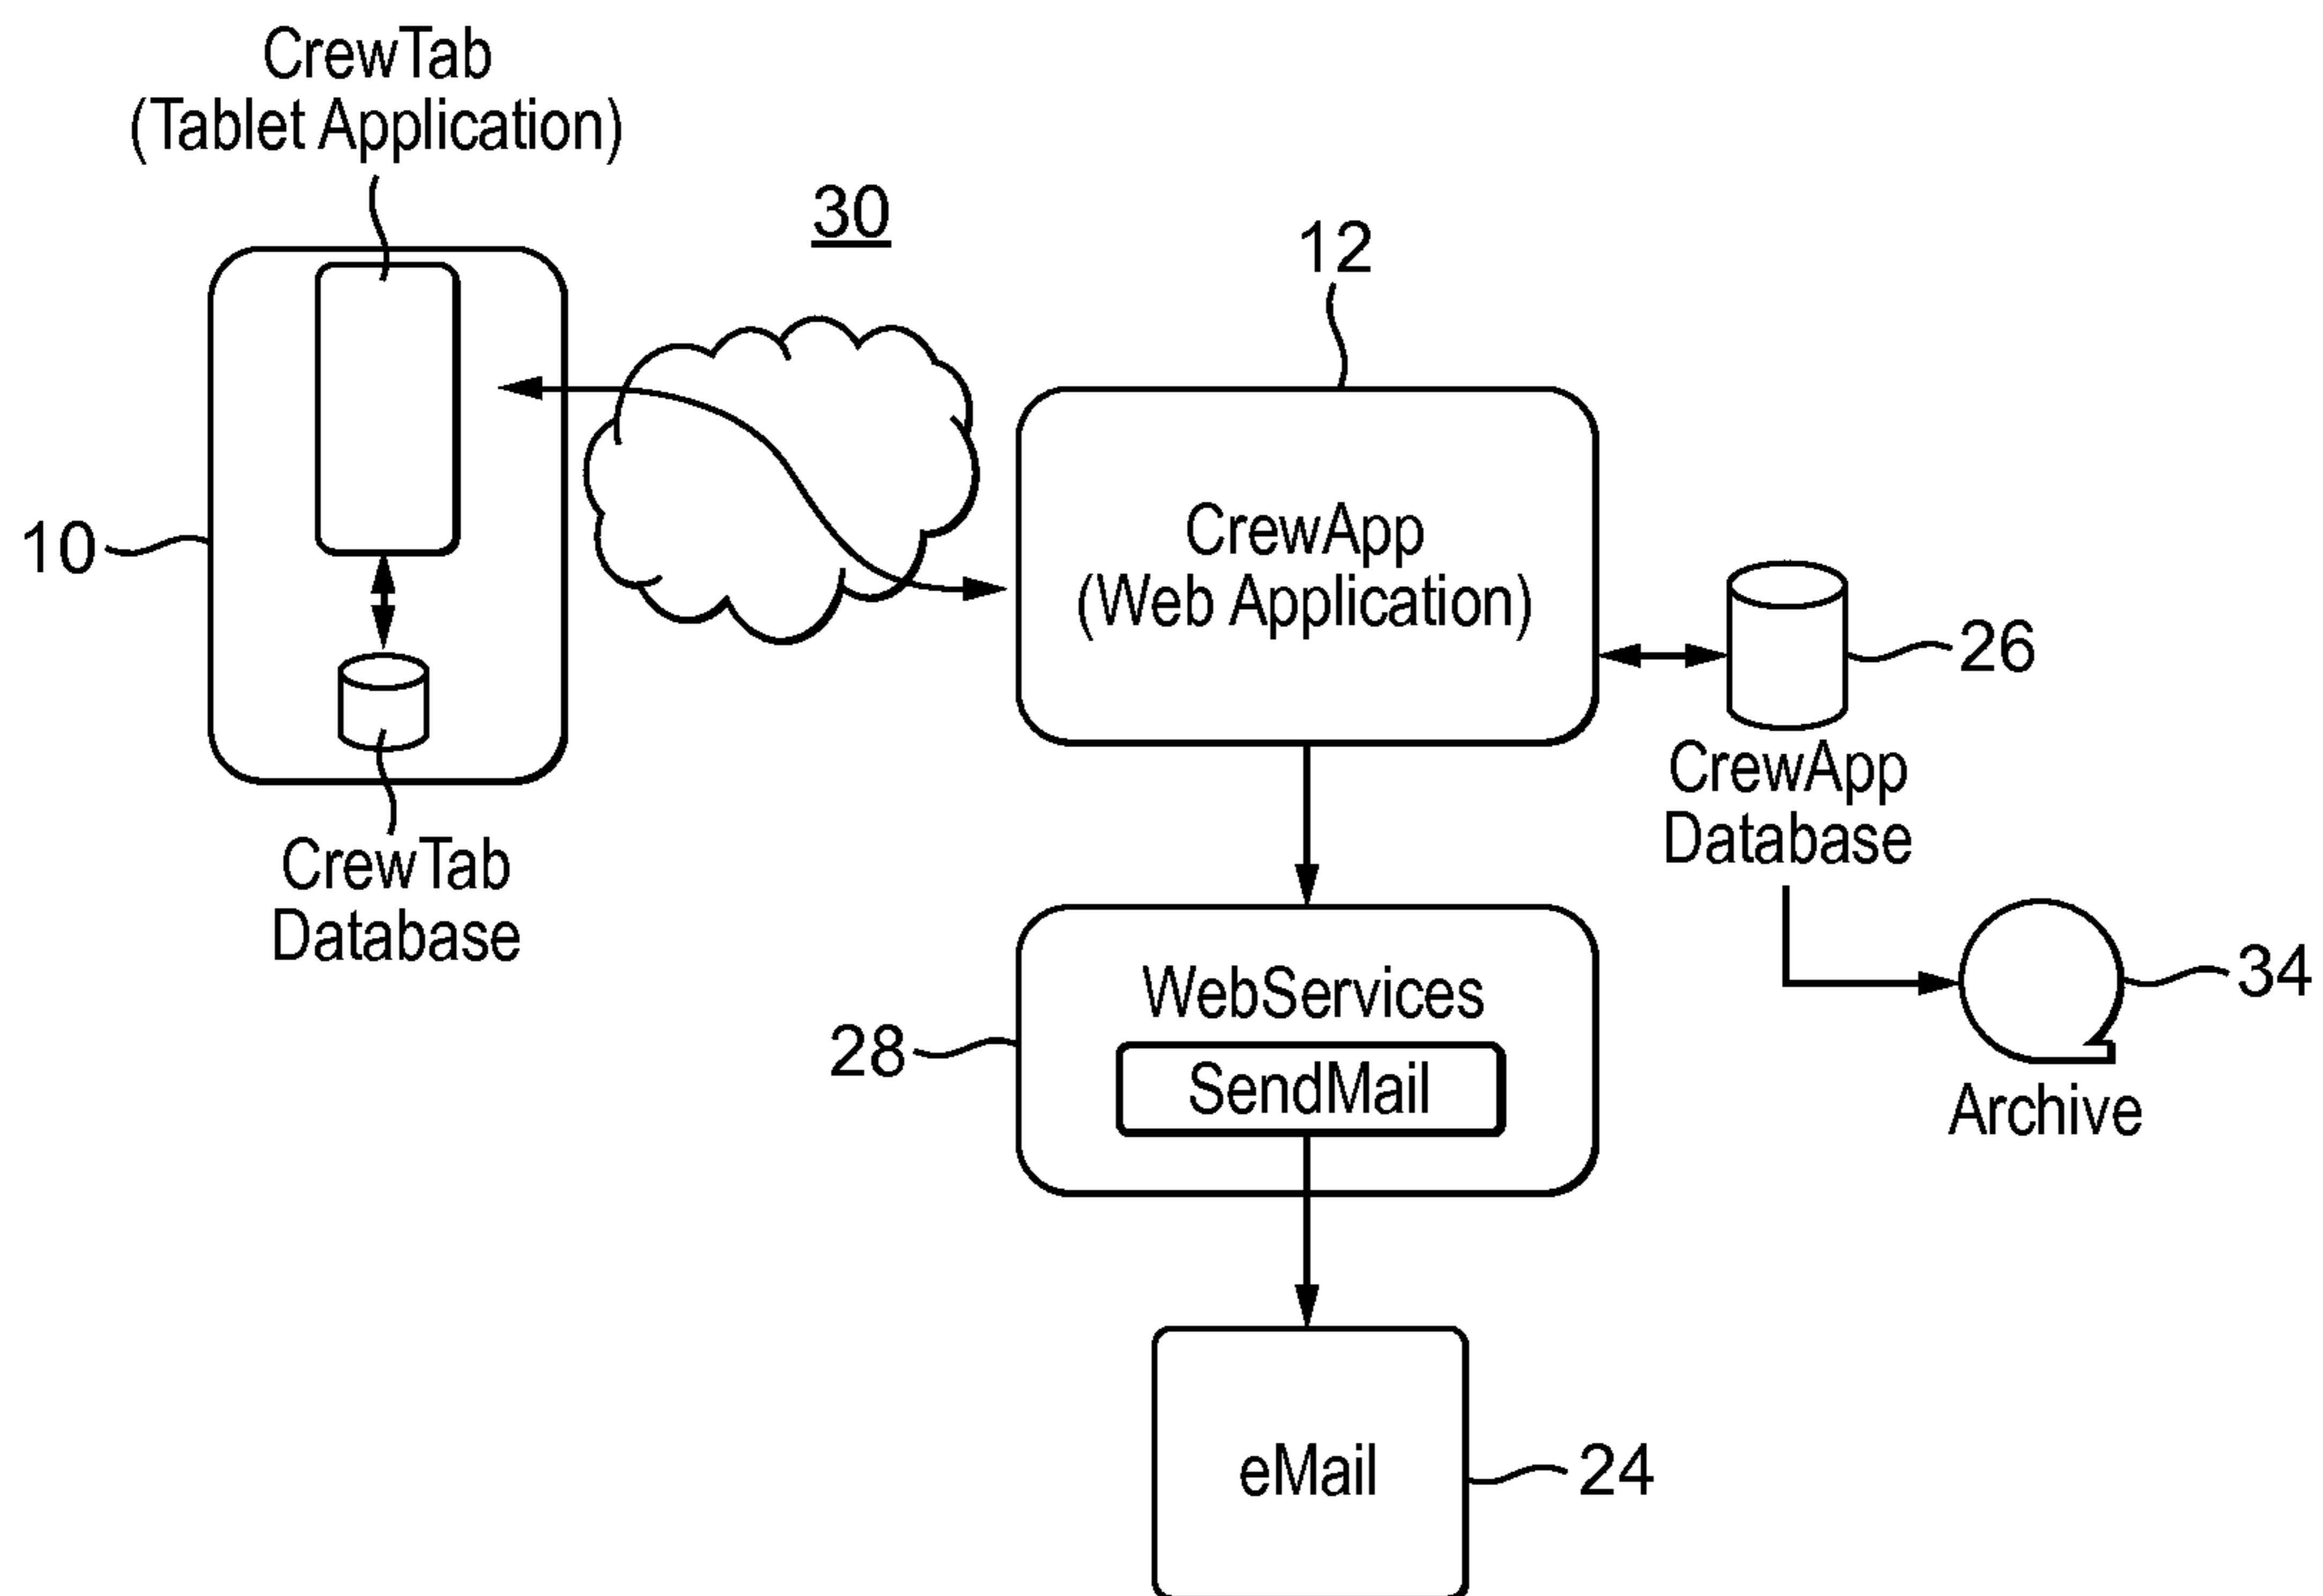 CrewTab
(Tablet Application)
30
12
10
CrewApp
(Web Application)
26
CrewApp
Database
CrewTab
Database
WebServices
34
28
SendMail
Archive
eMail
24